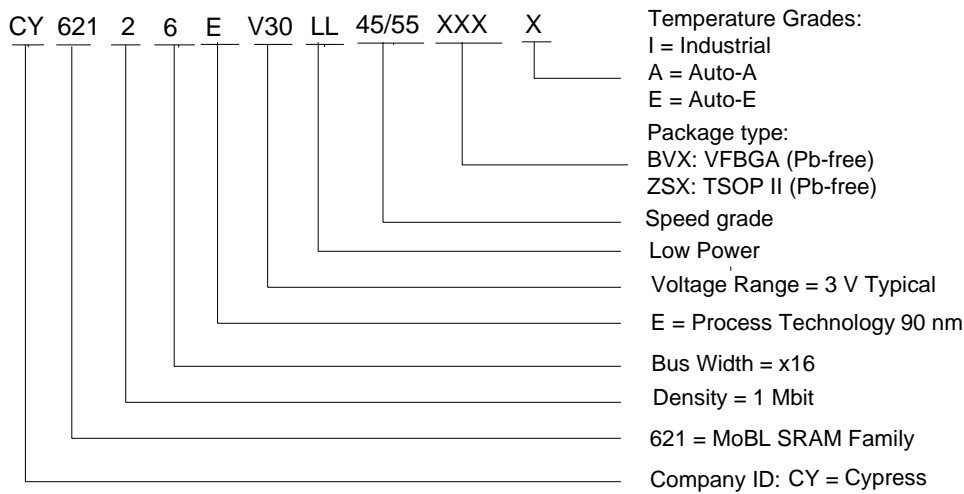 CY 621 2 6 E V30 LL 45/55 XXX X
Temperature Grades:
I = Industrial
A = Auto-A
E = Auto-E
Package type:
BVX: VFBGA (Pb-free)
ZSX: TSOP II (Pb-free)
Speed grade
Low Power
Voltage Range = 3 V Typical
E = Process Technology 90 nm
Bus Width = x16
Density = 1 Mbit
621 = MoBL SRAM Family
Company ID: CY = Cypress